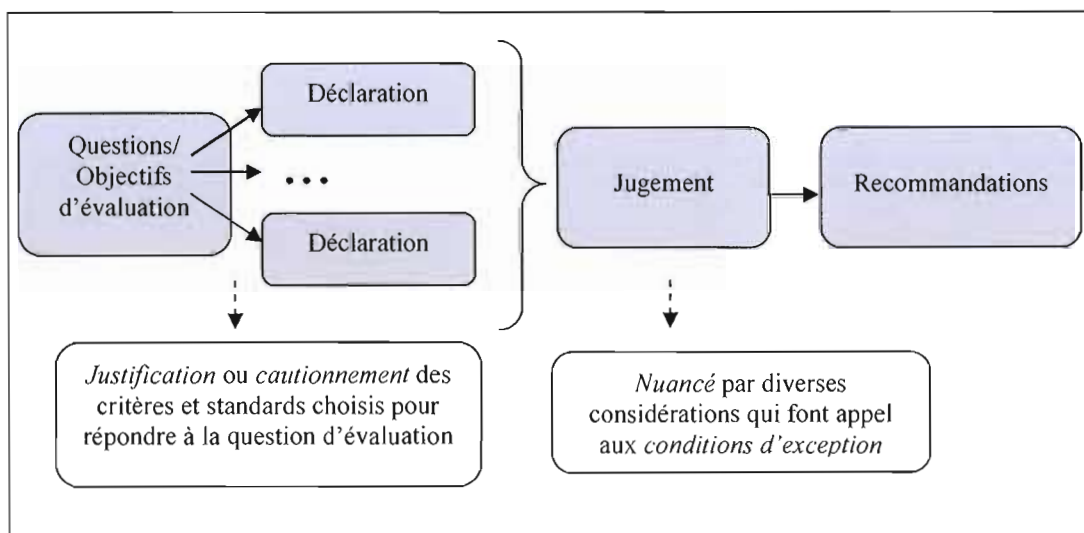 Déclaration
Questions/
Objectifs
d'évaluation
...
Déclaration
Jugement
Recommandations
Justification ou cautionnement des
critères et standards choisis pour
répondre à la question d'évaluation
Nuancé par diverses
considérations qui font appel
aux conditions d'exception